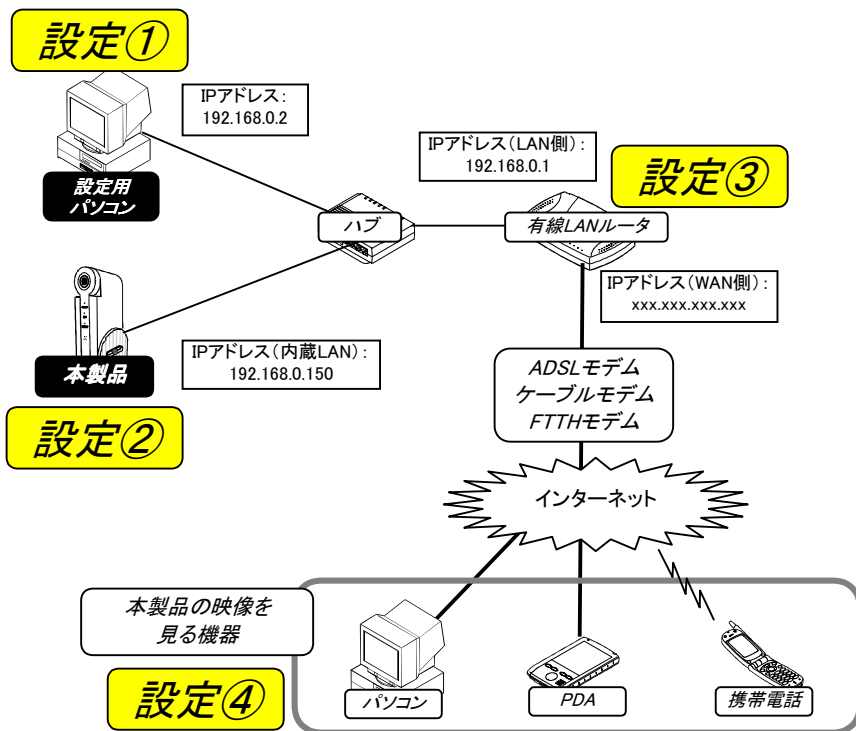 設定①
IPアドレス：
192.168.0.2
設定用
パソコン
IPアドレス（LAN側）：
192.168.0.1
設定③
ハブ
有線LANルータ
IPアドレス（WAN側）：
xxx.xxx.xxx.xxx
本製品
IPアドレス（内蔵LAN）：
192.168.0.150
設定②
ADSLモデム
ケーブルモデム
FTTHモデム
インターネット
本製品の映像を
見る機器
設定④
パソコン
PDA
携帯電話